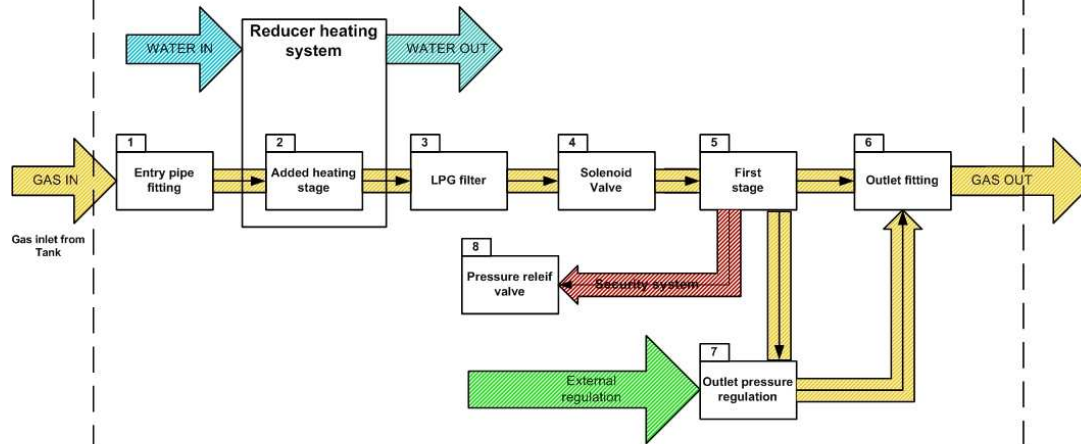 WATER IN
Reducer heating
system
WATER OUT
1
2
3
4
5
6
GAS IN
Entry pipe
fitting
Added heating
stage
LPG filter
Solenoid
Valve
First
stage
Outlet fitting
GAS OUT
Gas inlet from
Tank
8
Pressure releif
valve
Security system
7
External
regulation
Outlet pressure
regulation